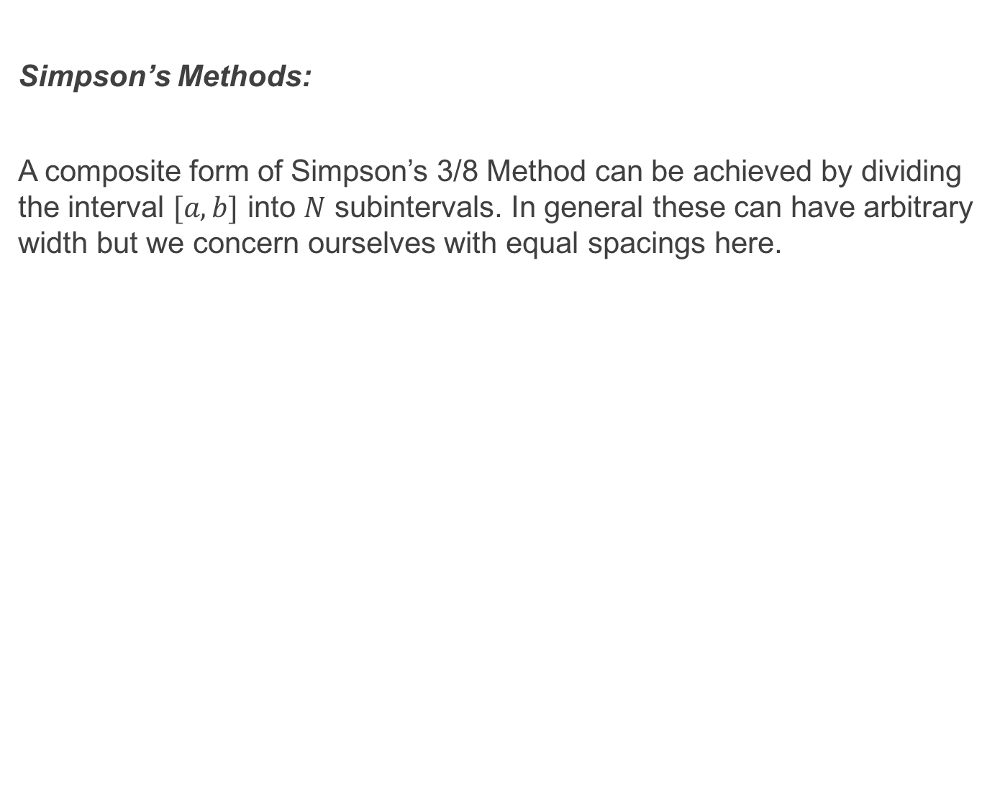 Simpson’s Methods:
A composite form of Simpson’s 3/8 Method can be achieved by dividing
the interval [a, b] into N subintervals. In general these can have arbitrary
width but we concern ourselves with equal spacings here.